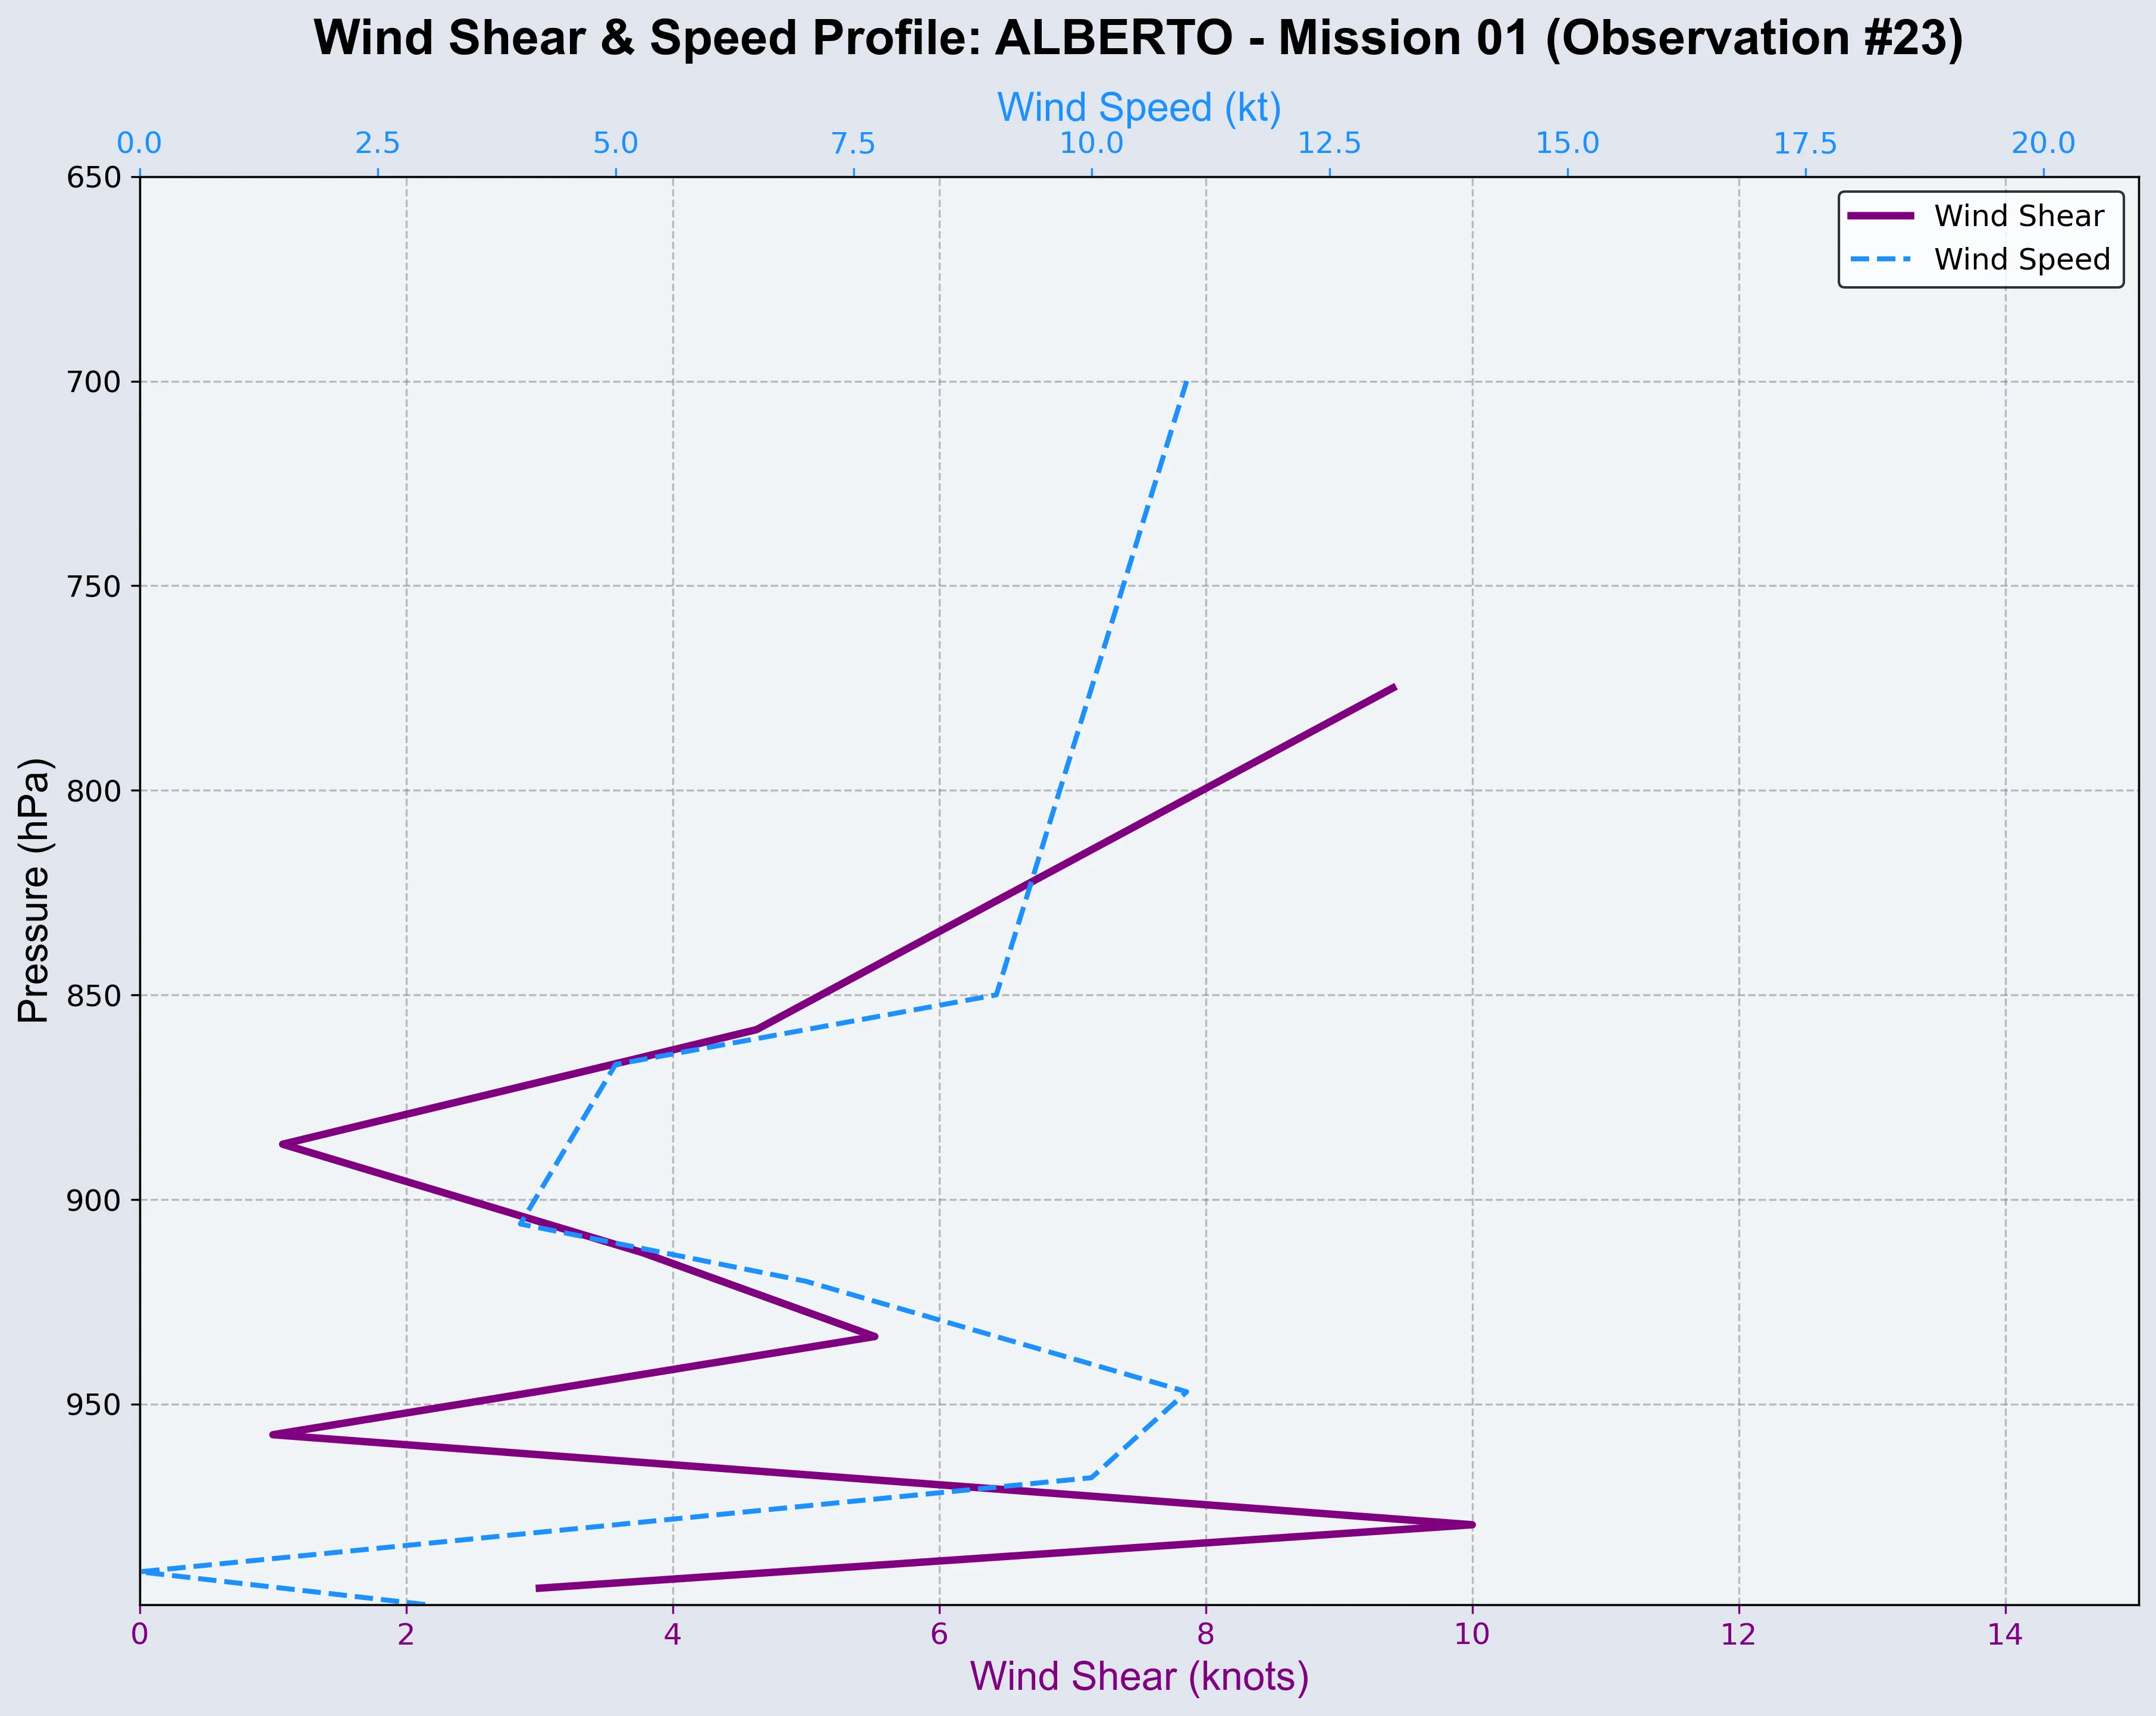 Wind Shear & Speed Profile: ALBERTO - Mission 01 (Observation #23)
Wind Speed (kt)
0.0 2.5 5.0 7.5 10.0 12.5 15.0 17.5 20.0
Wind Shear
Wind Speed
650
700
750
800
850
900
950
Pressure (hPa)
0 2 4 6 8 10 12 14
Wind Shear (knots)